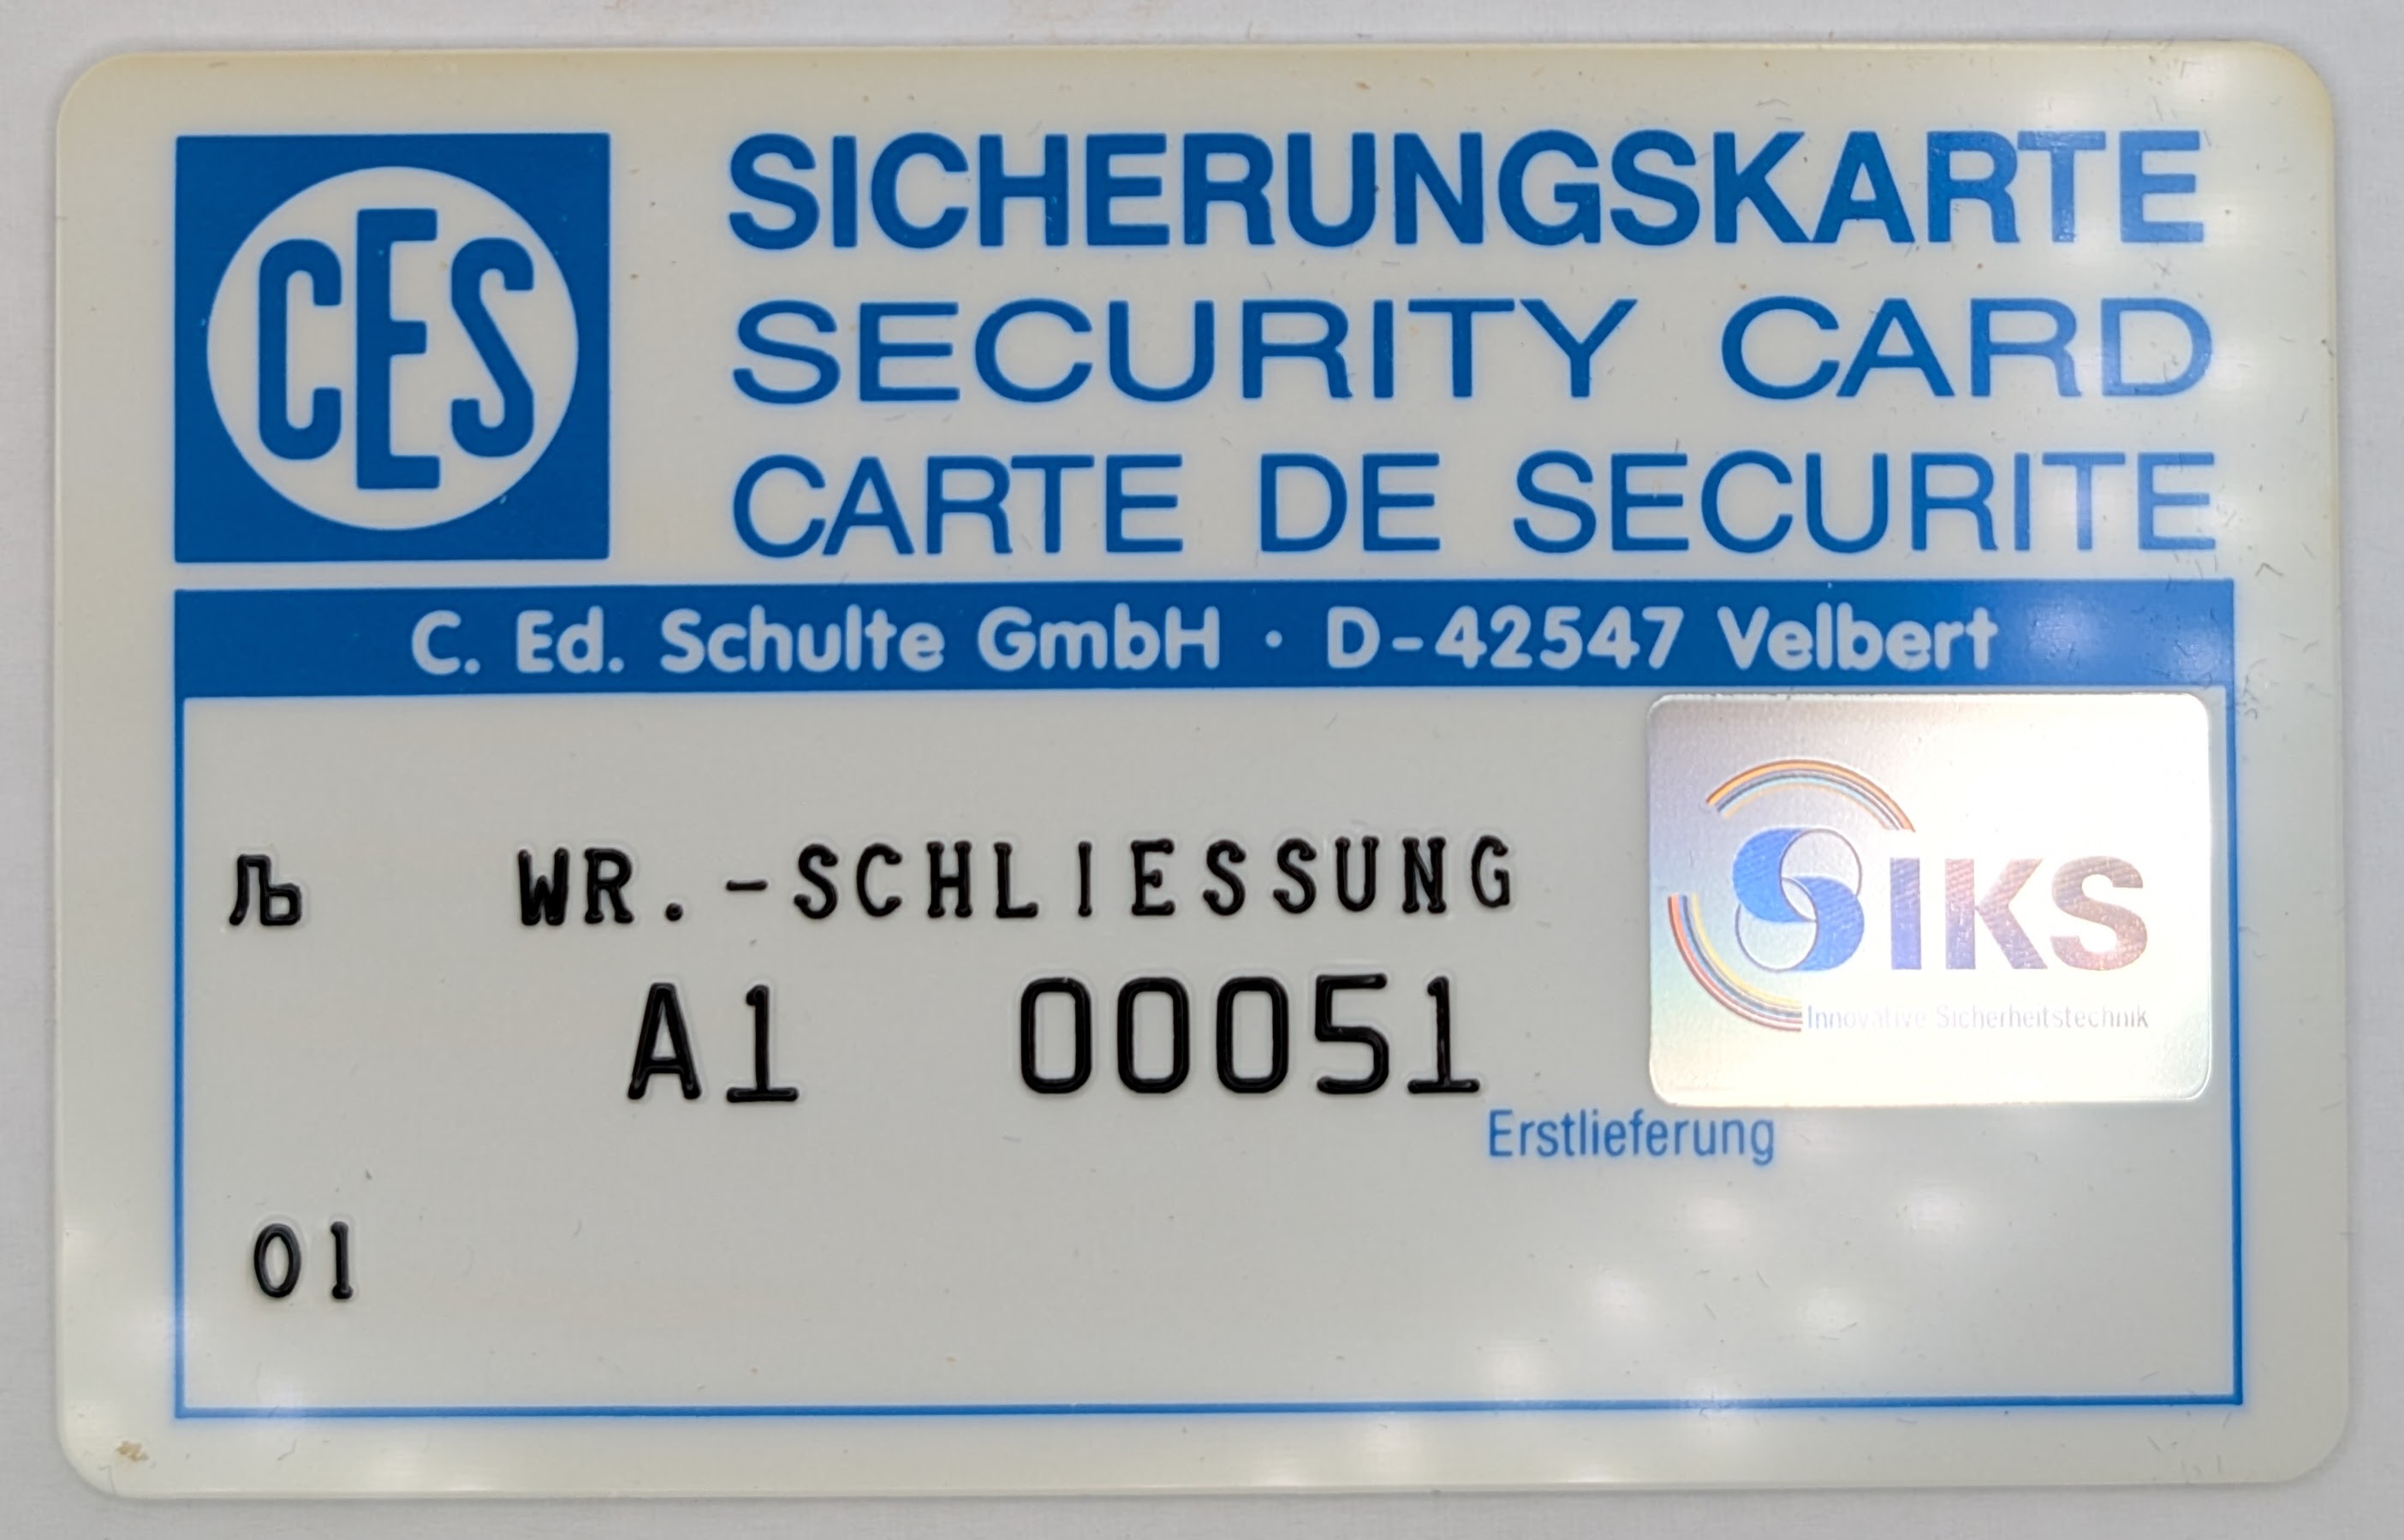 CES
SICHERUNGSKARTE
SECURITY CARD
CARTE DE SECURITE
C. Ed. Schulte GmbH · D-42547 Velbert
WR.-SCHLIESSUNG
A1 00051
SIKS
Innovative Sicherheitstechnik
Erstlieferung
01